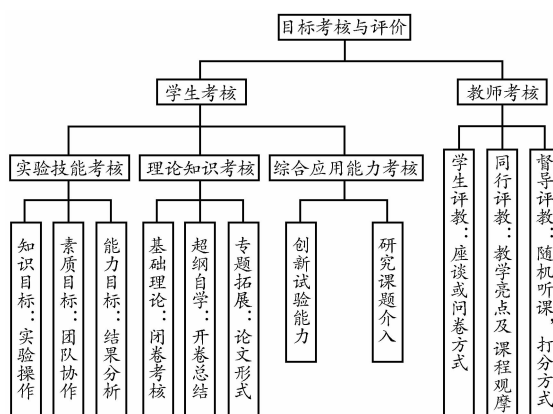 目标考核与评价
学生考核
教师考核
实验技能考核
理论知识考核
综合应用能力考核
知识目标：实验操作
素质目标：团队协作
能力目标：结果分析
基础理论：闭卷考核
超纲自学：开卷总结
专题拓展：论文形式
创新试验能力
研究课题介入
学生评教：座谈或问卷方式
同行评教：教学亮点及课程观摩
督导评教：随机听课，打分方式